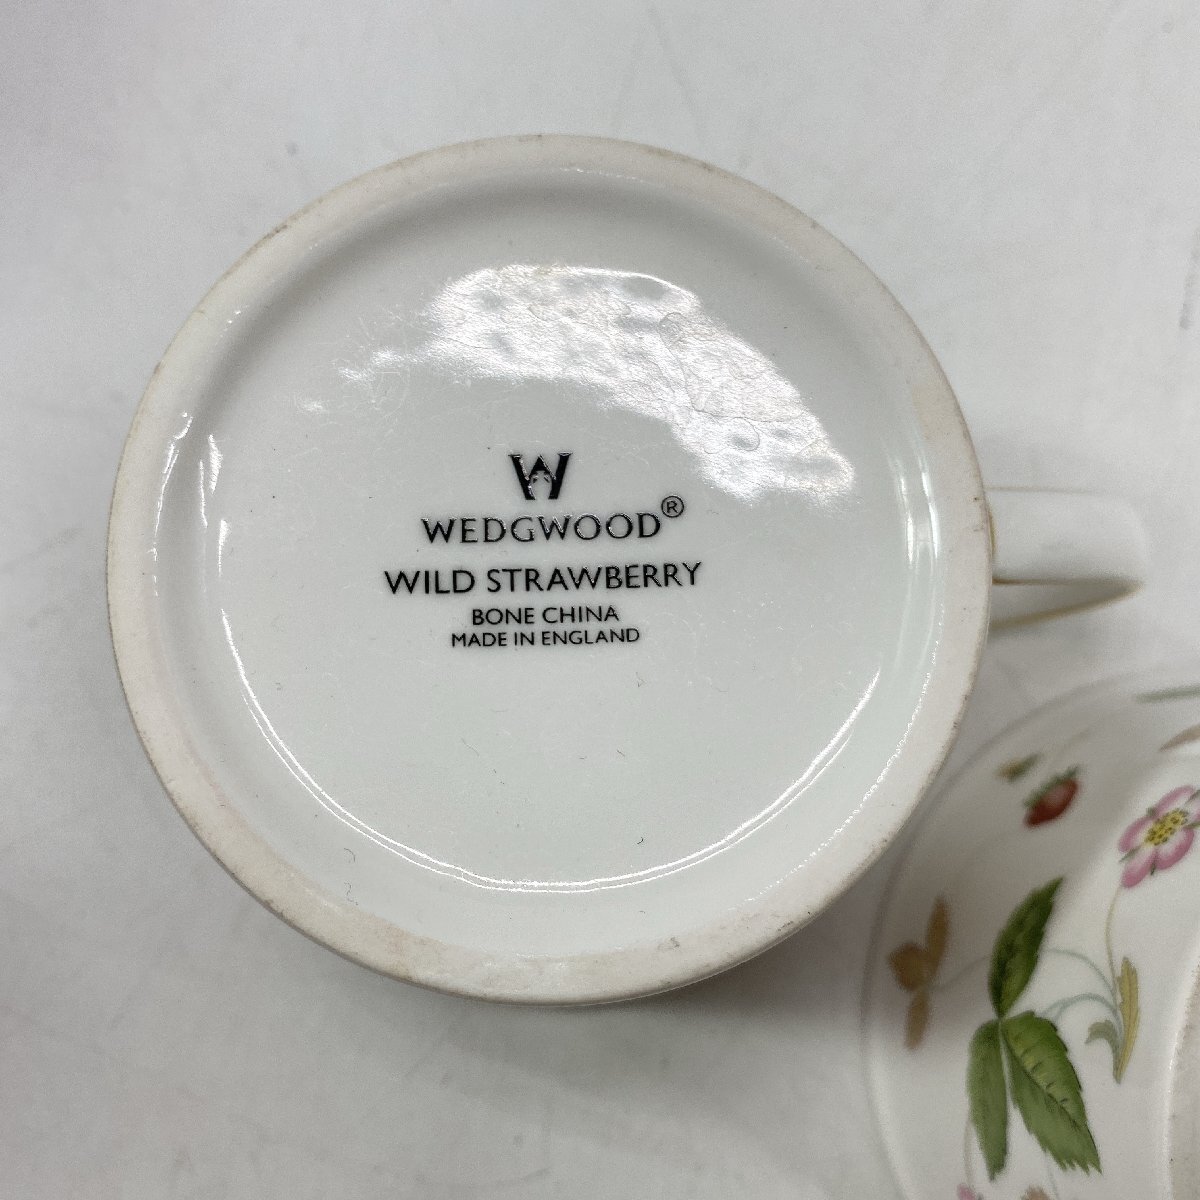 W
WEDGWOOD®
WILD STRAWBERRY
BONE CHINA
MADE IN ENGLAND